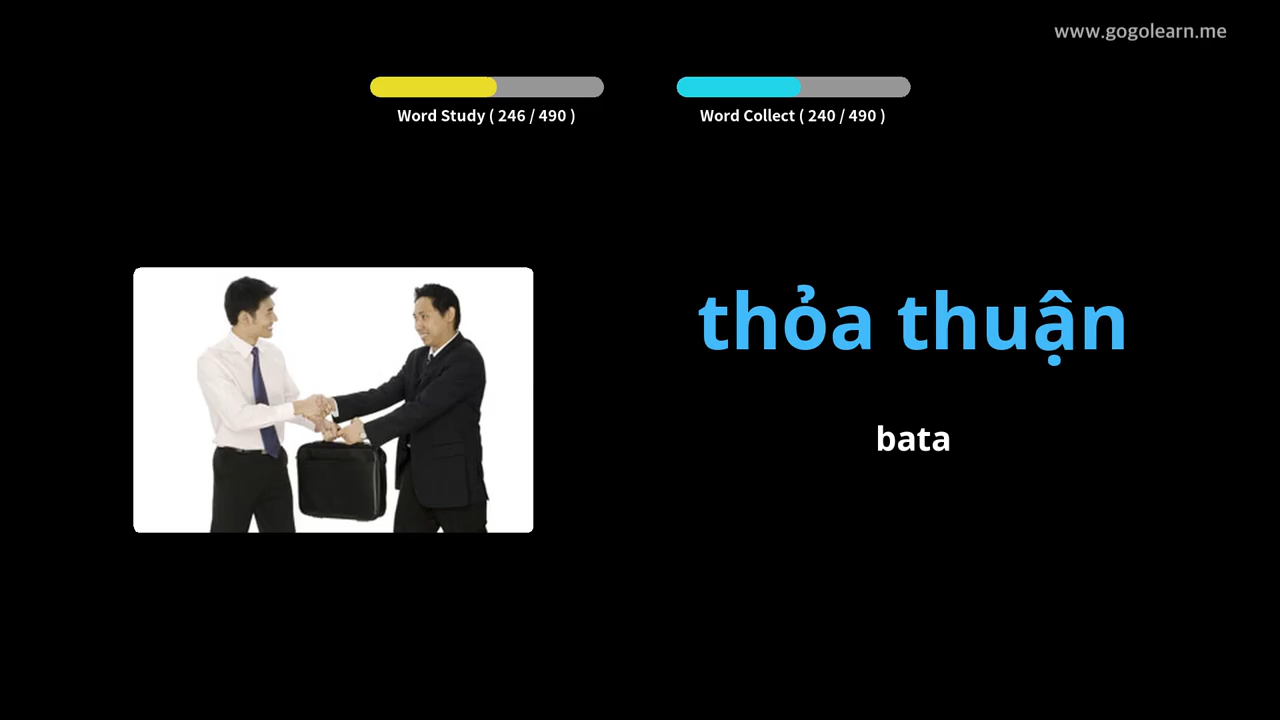 www.gogolearn.me
Word Study ( 246 / 490 )
Word Collect ( 240 / 490 )
thỏa thuận
bata